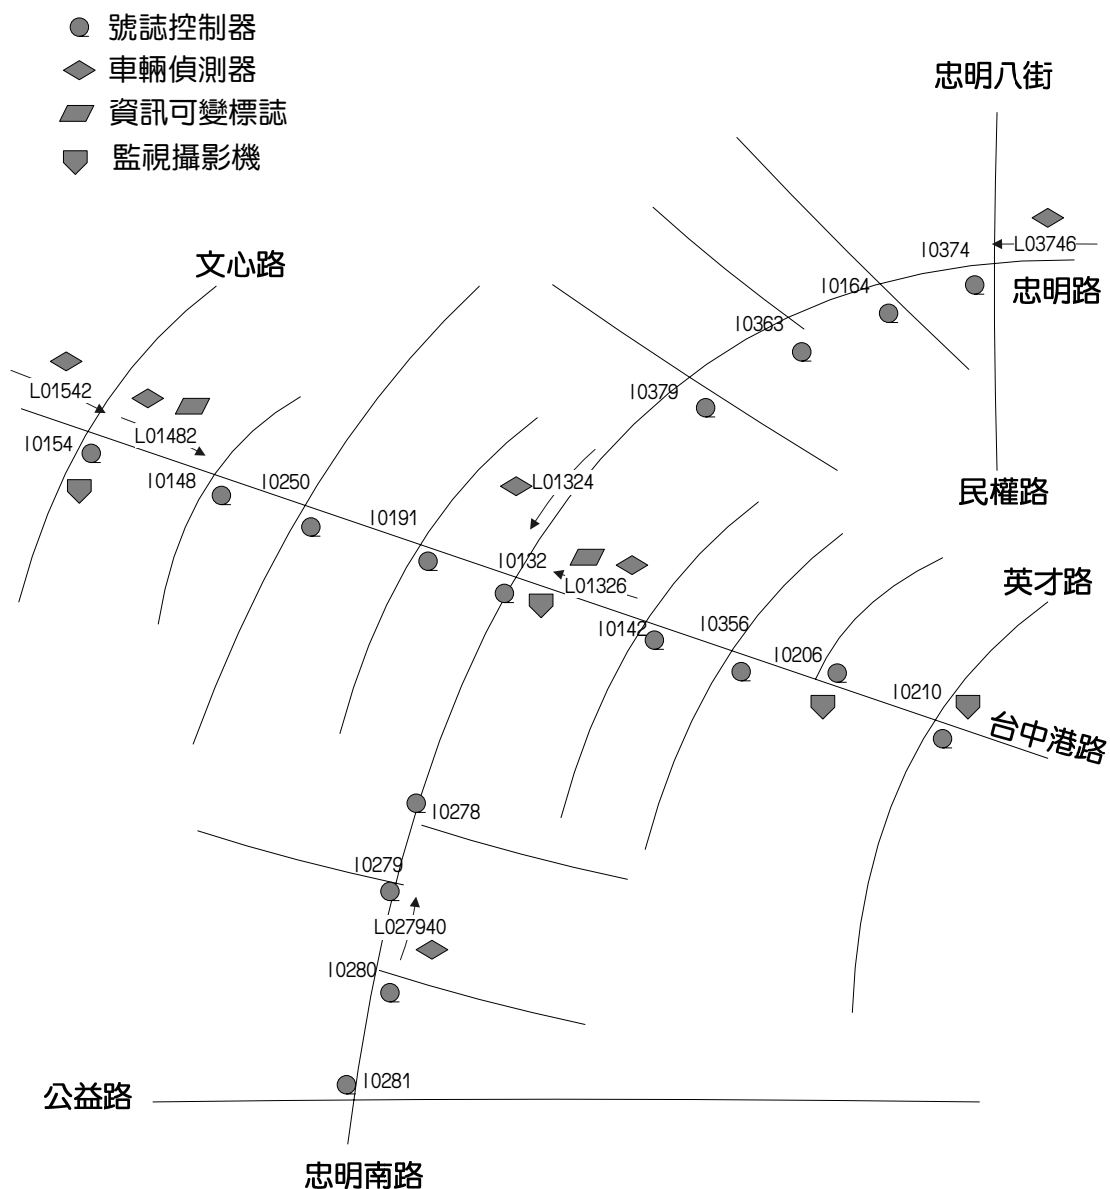 號誌控制器
車輛偵測器
資訊可變標誌
監視攝影機
忠明八街
I0374
L03746
文心路
I0164
忠明路
I0363
L01542
I0379
L01482
I0154
I0148
I0250
L01324
民權路
I0191
I0132
L01326
英才路
I0142
I0356
I0206
I0210
台中港路
I0278
I0279
L027940
I0280
I0281
公益路
忠明南路